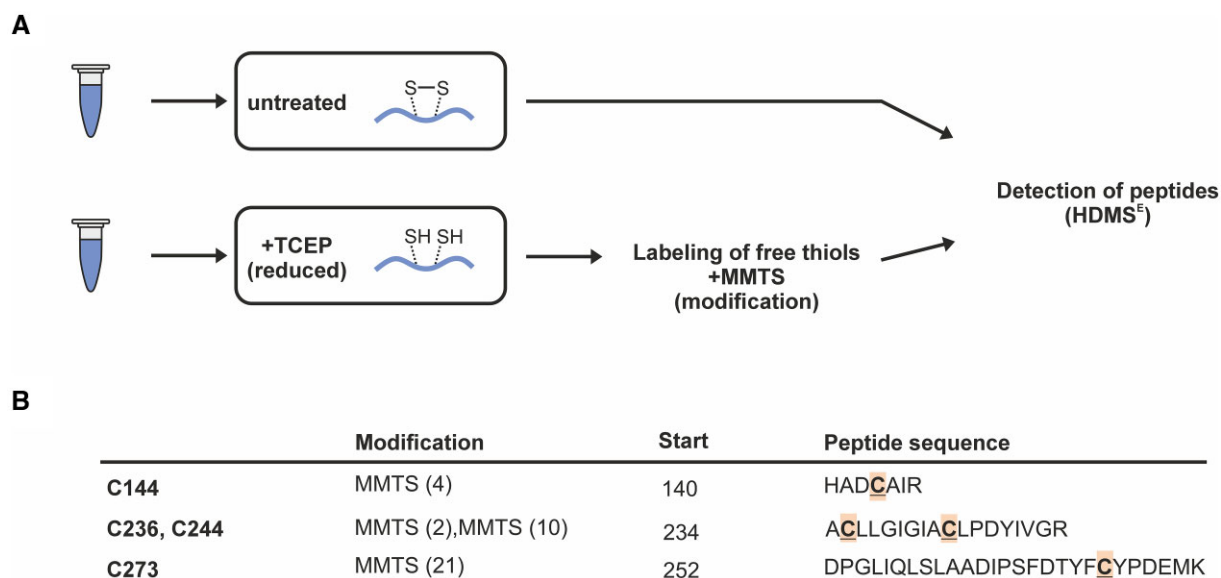 A
untreated
S—S
+TCEP
(reduced)
SH SH
Labeling of free thiols
+MMTS
(modification)
Detection of peptides
(HDMSᴱ)
B
Modification Start Peptide sequence
C144 MMTS (4) 140 HADCAIR
C236, C244 MMTS (2),MMTS (10) 234 ACLLGIGIACLPDYIVGR
C273 MMTS (21) 252 DPGLIQLSLAADIPSFDTYFCYPDEMK